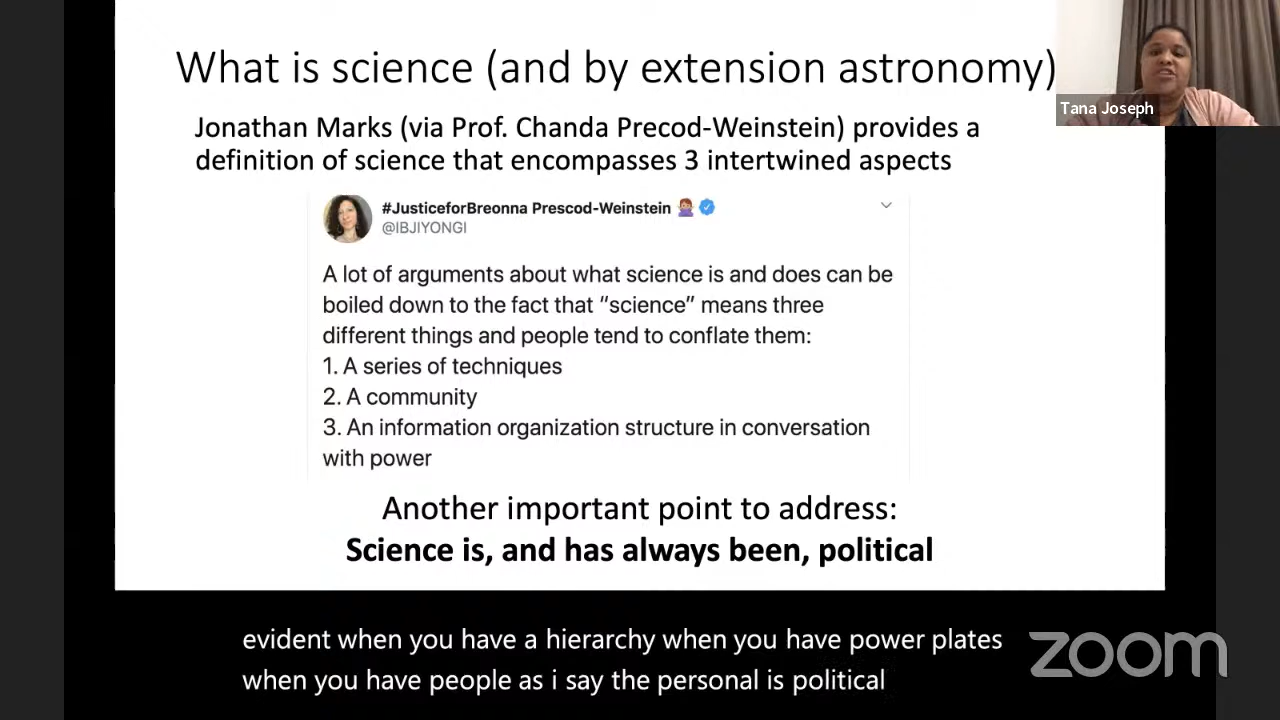 What is science (and by extension astronomy)
Tana Joseph
Jonathan Marks (via Prof. Chanda Precod-Weinstein) provides a
definition of science that encompasses 3 intertwined aspects
#JusticeforBreonna Prescod-Weinstein
@IBJIYONGI
A lot of arguments about what science is and does can be
boiled down to the fact that “science” means three
different things and people tend to conflate them:
1. A series of techniques
2. A community
3. An information organization structure in conversation
with power
Another important point to address:
Science is, and has always been, political
evident when you have a hierarchy when you have power plates
when you have people as i say the personal is political
zoom